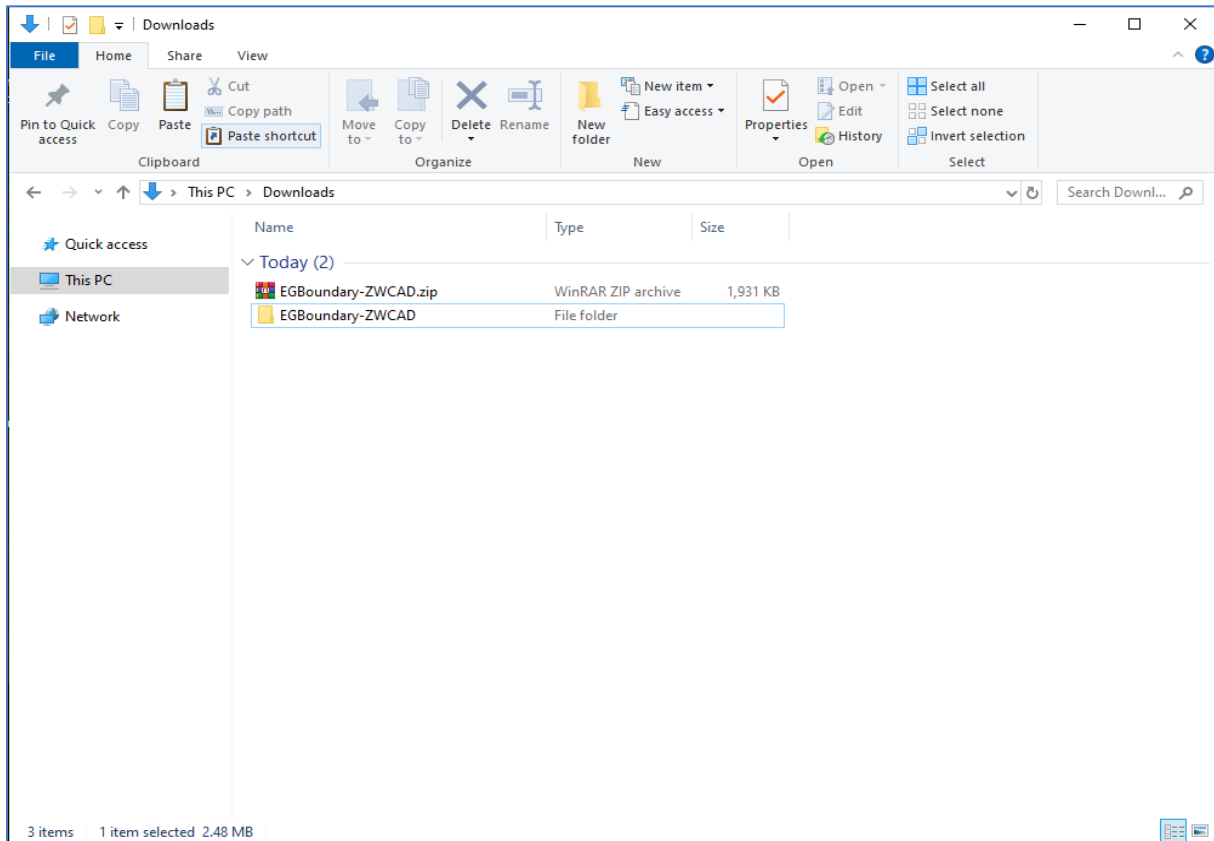 Downloads
File Home Share View
Pin to Quick access
Copy
Paste
Cut
Copy path
Paste shortcut
Clipboard
Move to
Copy to
Delete
Rename
Organize
New folder
New item
Easy access
New
Properties
Open
Edit
History
Open
Select all
Select none
Invert selection
Select
This PC > Downloads
Search Downl...
Quick access
This PC
Network
Name Type Size
Today (2)
EGBoundary-ZWCAD.zip WinRAR ZIP archive 1,931 KB
EGBoundary-ZWCAD File folder
3 items 1 item selected 2.48 MB